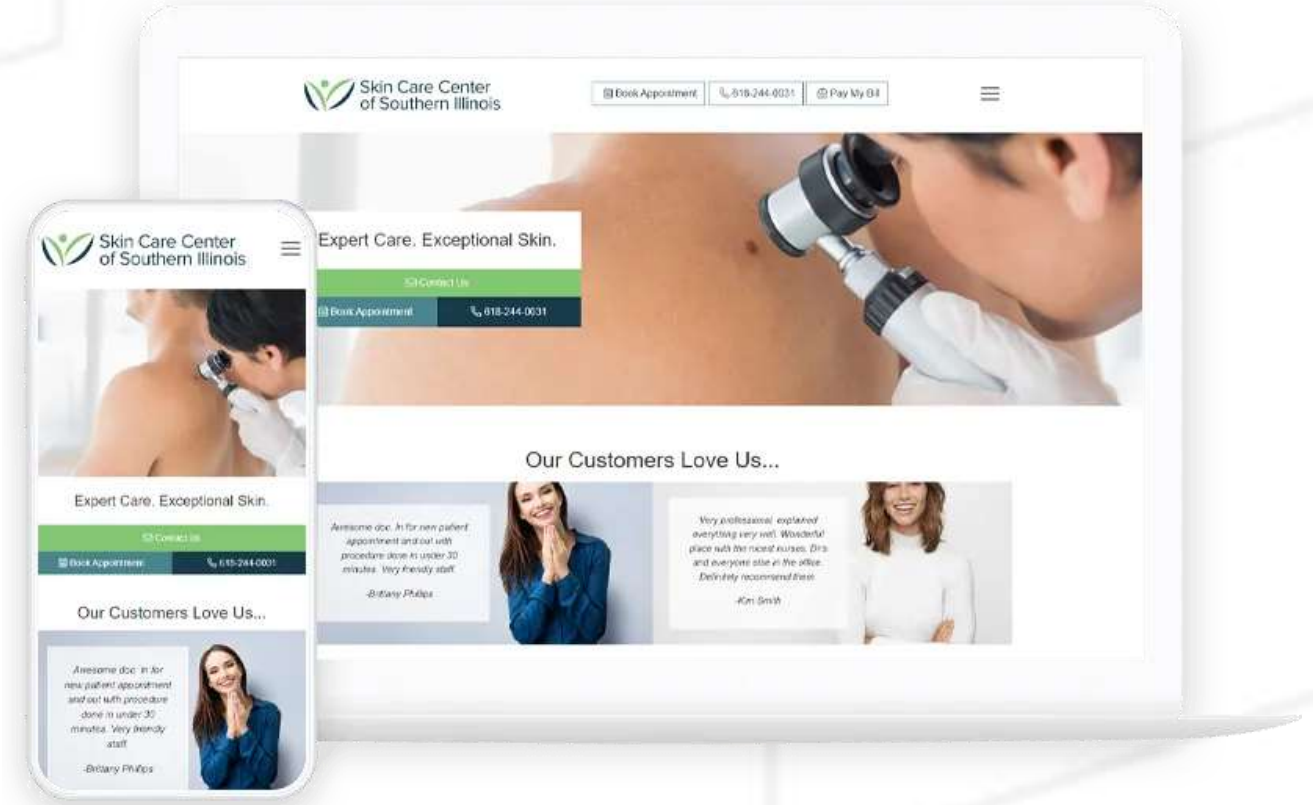 Skin Care Center
of Southern Illinois
Book Appointment
618-244-0031
Pay My Bill
Expert Care. Exceptional Skin.
Contact Us
Book Appointment
618-244-0031
Our Customers Love Us...
Awesome doc. In for new patient
appointment and out with
procedure done in under 30
minutes. Very friendly staff.
-Brittany Phillips
Very professional, explained
everything very well. Wonderful
place with the nicest nurses, Dr's
and everyone else in the office.
Definitely recommend them
-Kim Smith
Skin Care Center
of Southern Illinois
Expert Care. Exceptional Skin.
Contact Us
Book Appointment
618-244-0031
Our Customers Love Us...
Awesome doc. In for
new patient appointment
and out with procedure
done in under 30
minutes. Very friendly
staff.
-Brittany Phillips